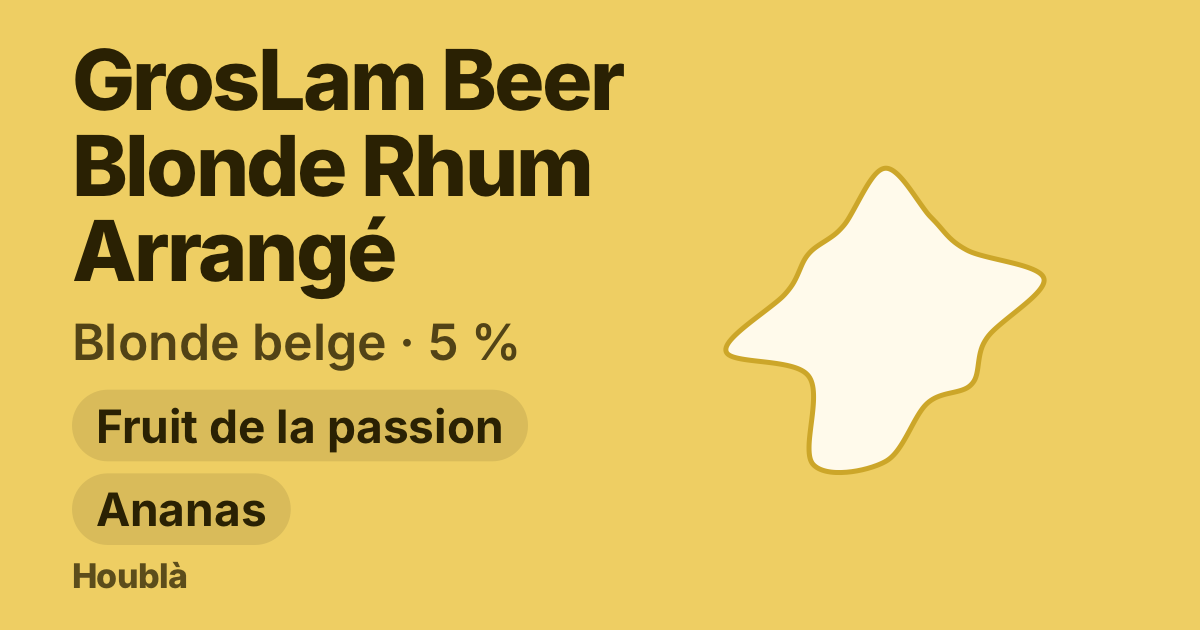 GrosLam Beer
Blonde Rhum
Arrangé
Blonde belge · 5 %
Fruit de la passion
Ananas
Houblà